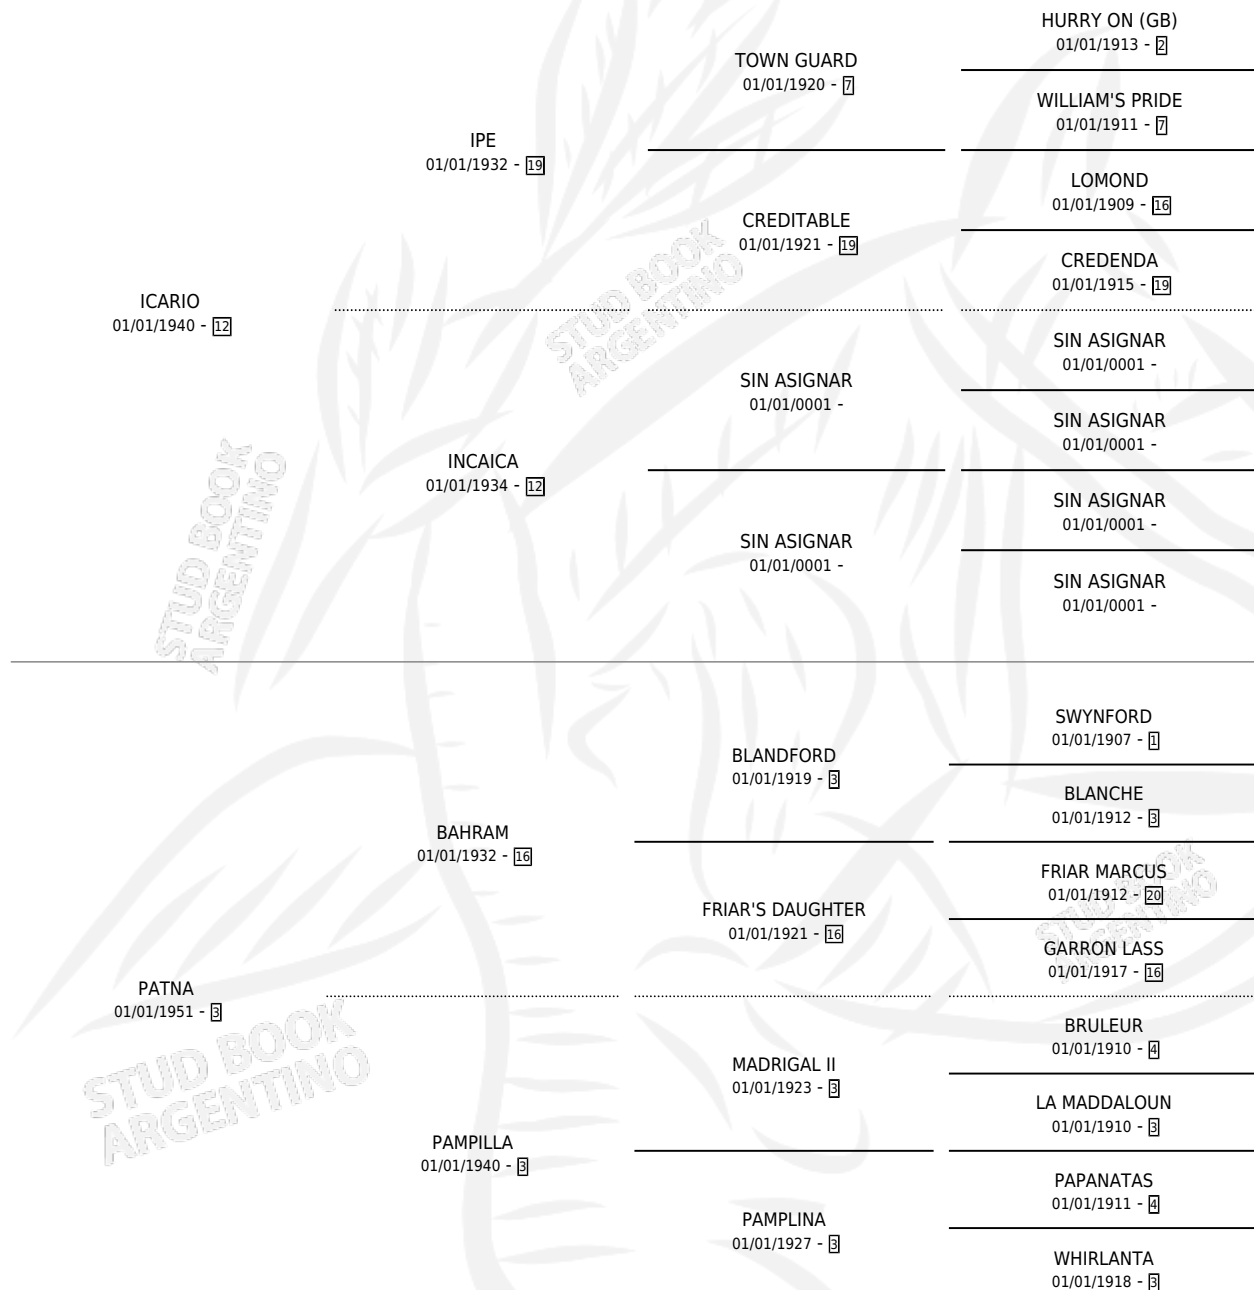 HURRY ON (GB)
01/01/1913 - 2
TOWN GUARD
01/01/1920 - 7
WILLIAM'S PRIDE
01/01/1911 - 7
IPE
01/01/1932 - 19
LOMOND
01/01/1909 - 16
CREDITABLE
01/01/1921 - 19
CREDENDA
01/01/1915 - 19
ICARIO
01/01/1940 - 12
SIN ASIGNAR
01/01/0001 -
SIN ASIGNAR
01/01/0001 -
SIN ASIGNAR
01/01/0001 -
INCAICA
01/01/1934 - 12
SIN ASIGNAR
01/01/0001 -
SIN ASIGNAR
01/01/0001 -
SIN ASIGNAR
01/01/0001 -
STUD BOOK
ARGENTINO
STUD BOOK
ARGENTINO
SWYNFORD
01/01/1907 - 1
BLANDFORD
01/01/1919 - 3
BLANCHE
01/01/1912 - 3
BAHRAM
01/01/1932 - 16
FRIAR MARCUS
01/01/1912 - 20
FRIAR'S DAUGHTER
01/01/1921 - 16
GARRON LASS
01/01/1917 - 16
STUD BOOK
ARGENTINO
PATNA
01/01/1951 - 3
BRULEUR
01/01/1910 - 4
MADRIGAL II
01/01/1923 - 3
LA MADDALOUN
01/01/1910 - 3
STUD BOOK
ARGENTINO
PAMPILLA
01/01/1940 - 3
PAPANATAS
01/01/1911 - 4
PAMPLINA
01/01/1927 - 3
WHIRLANTA
01/01/1918 - 3